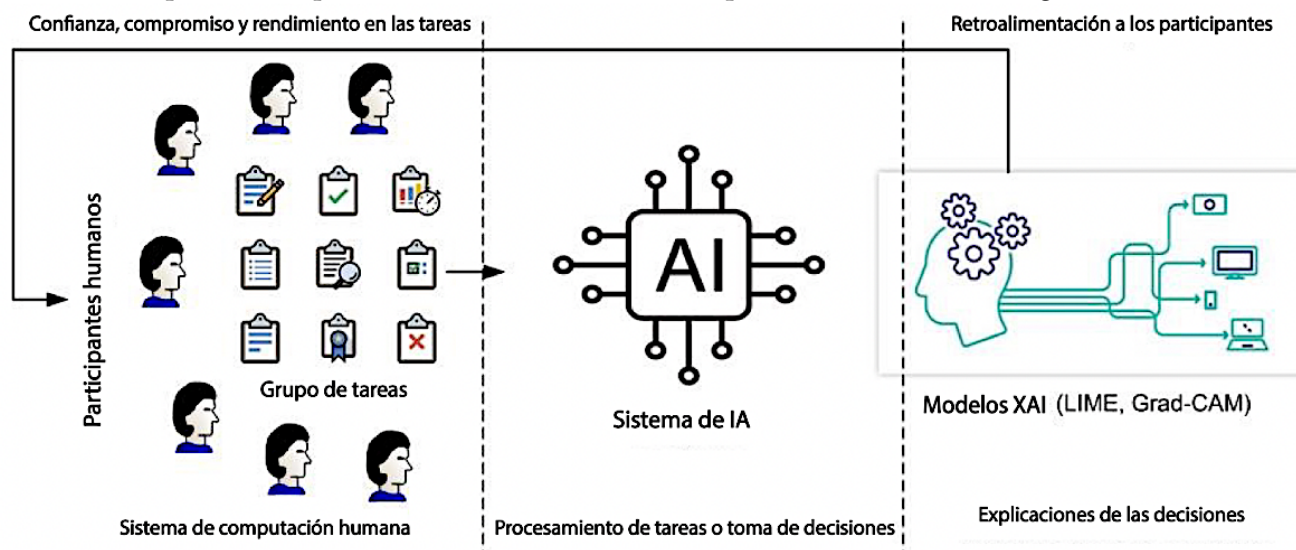 Confianza, compromiso y rendimiento en las tareas
Retroalimentación a los participantes
Participantes humanos
Grupo de tareas
AI
Sistema de IA
Modelos XAI (LIME, Grad-CAM)
Sistema de computación humana
Procesamiento de tareas o toma de decisiones
Explicaciones de las decisiones